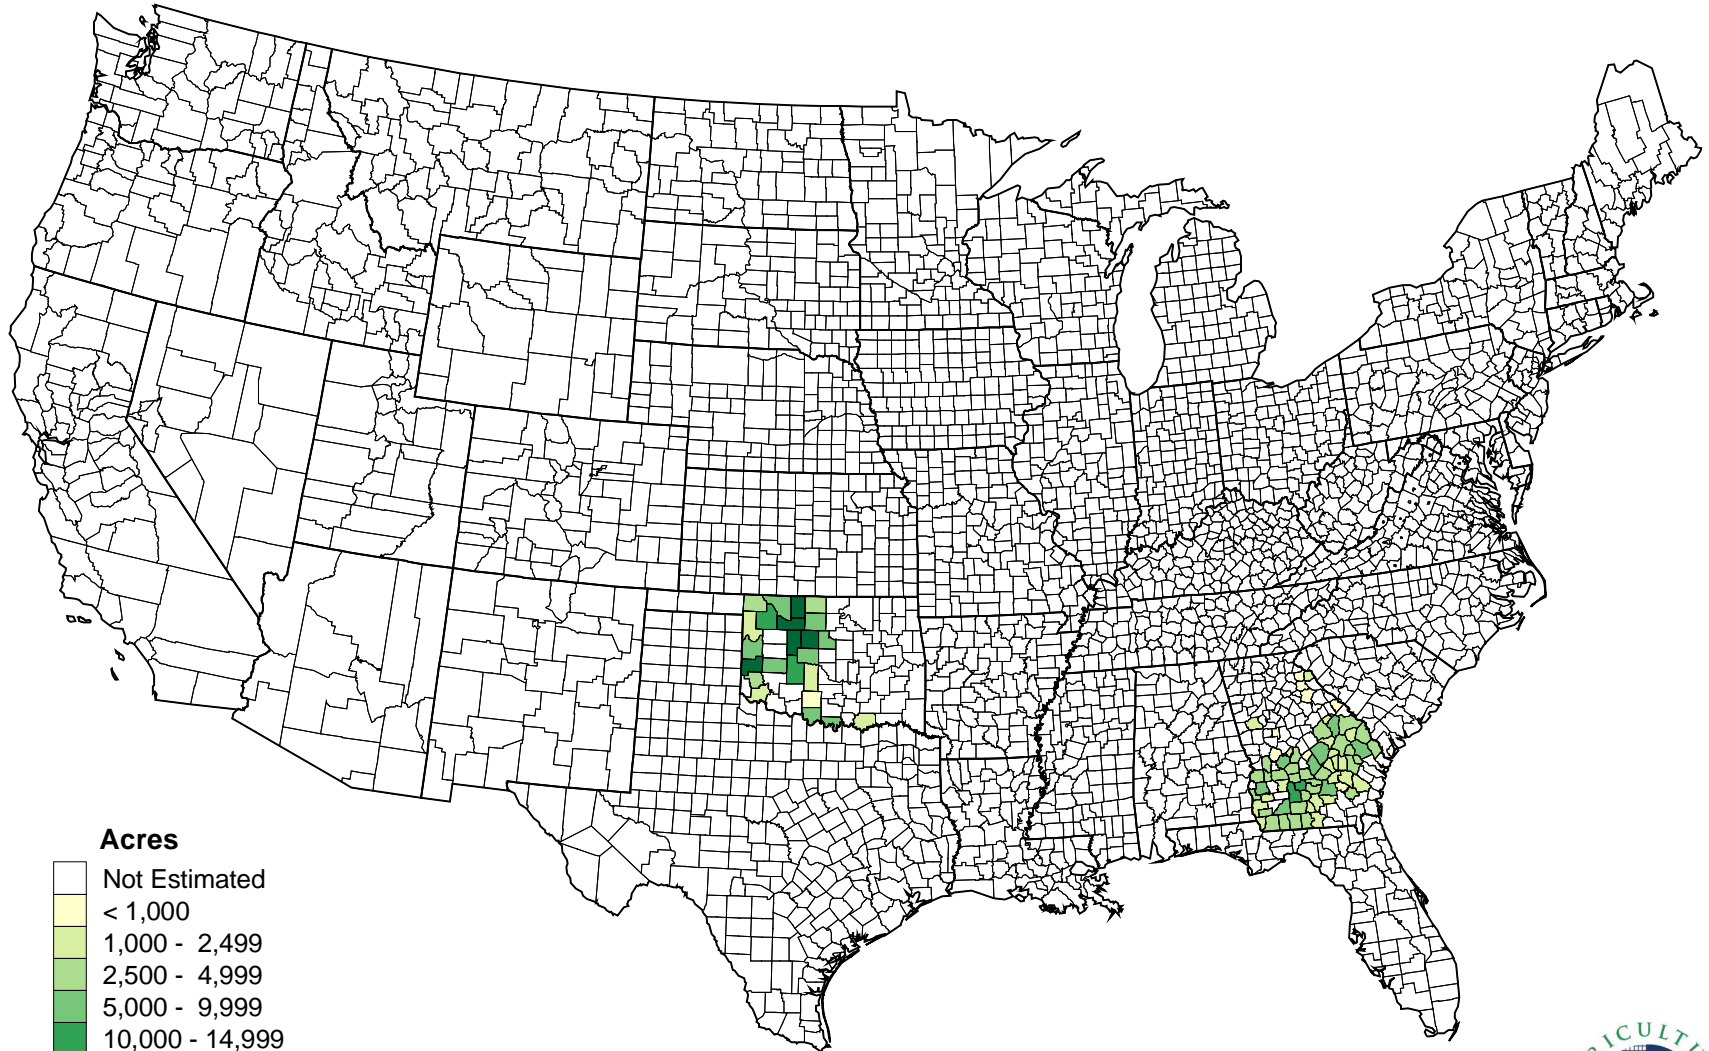 Acres
Not Estimated
< 1,000
1,000 - 2,499
2,500 - 4,999
5,000 - 9,999
10,000 - 14,999
RICULT